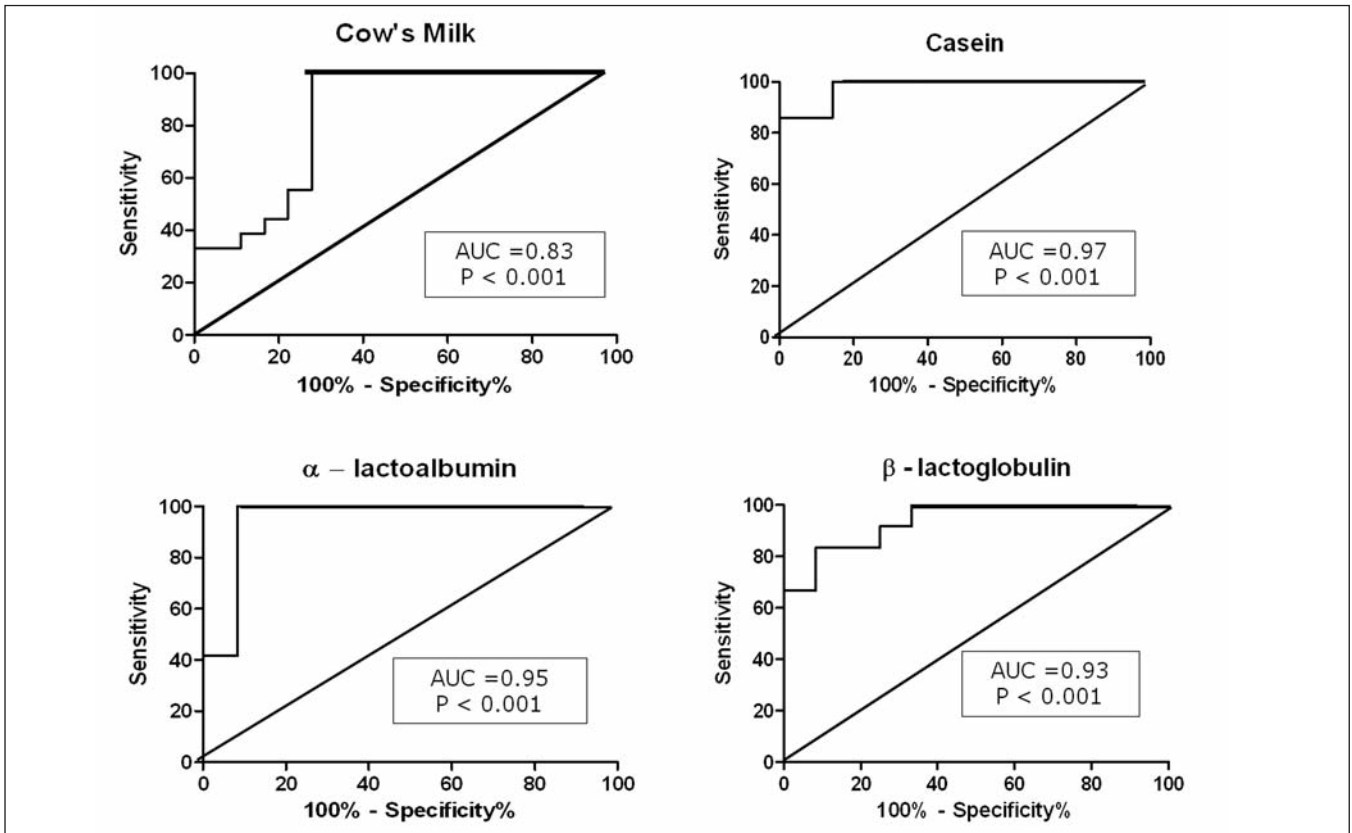 Cow's Milk
Sensitivity
100
80
60
40
20
0
0 20 40 60 80 100
100% - Specificity%
AUC =0.83
P < 0.001
Casein
Sensitivity
100
80
60
40
20
0
0 20 40 60 80 100
100% - Specificity%
AUC =0.97
P < 0.001
α – lactoalbumin
Sensitivity
100
80
60
40
20
0
0 20 40 60 80 100
100% - Specificity%
AUC =0.95
P < 0.001
β - lactoglobulin
Sensitivity
100
80
60
40
20
0
0 20 40 60 80 100
100% - Specificity%
AUC =0.93
P < 0.001